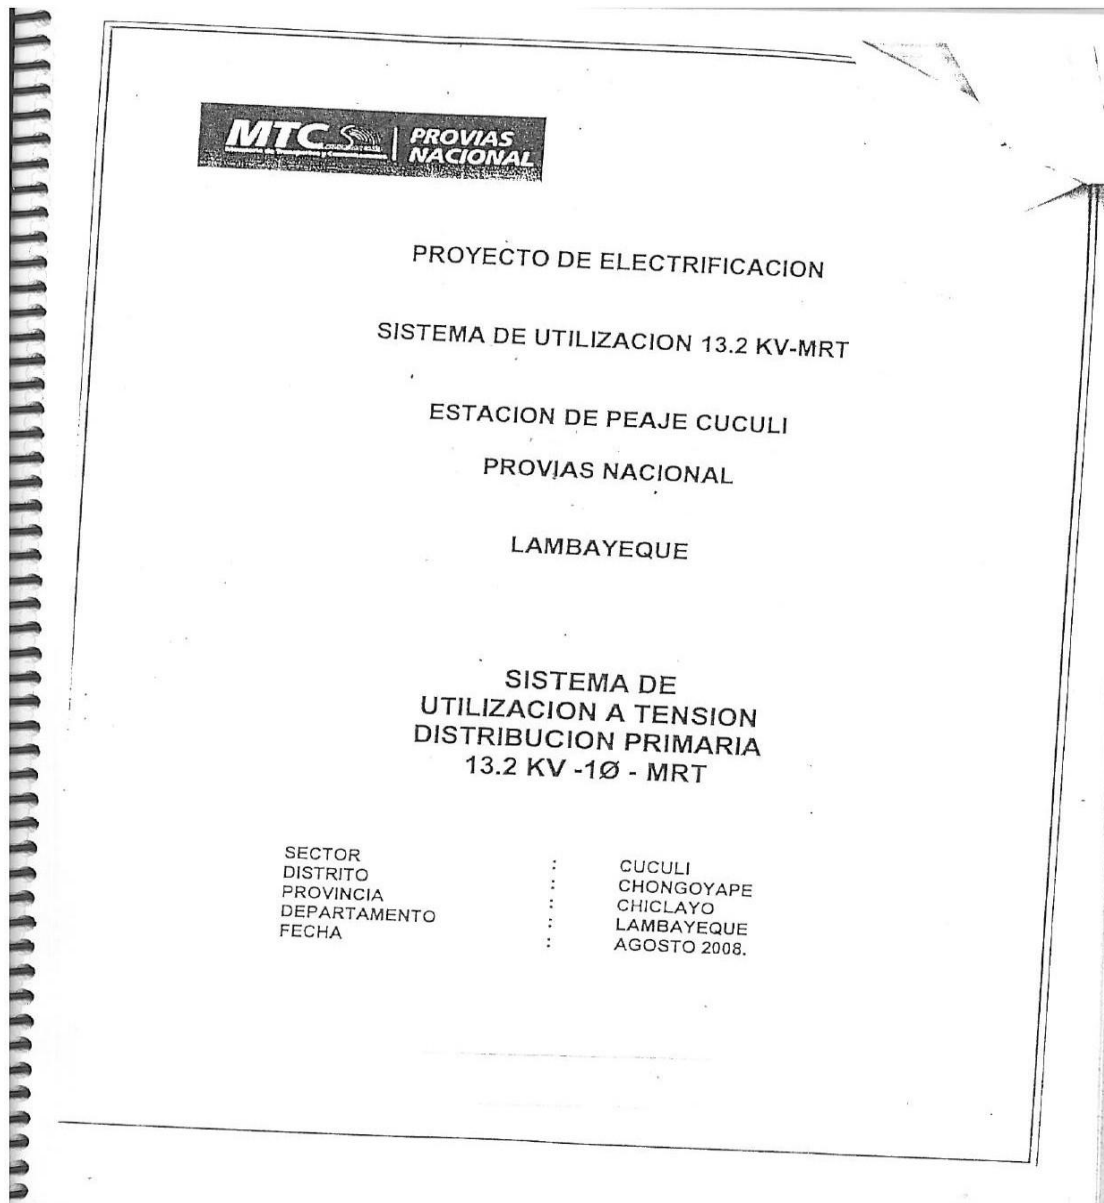 MTC
PROVIAS
NACIONAL
PROYECTO DE ELECTRIFICACION
SISTEMA DE UTILIZACION 13.2 KV-MRT
ESTACION DE PEAJE CUCULI
PROVIAS NACIONAL
LAMBAYEQUE
SISTEMA DE
UTILIZACION A TENSION
DISTRIBUCION PRIMARIA
13.2 KV -1Ø - MRT
SECTOR : CUCULI
DISTRITO : CHONGOYAPE
PROVINCIA : CHICLAYO
DEPARTAMENTO : LAMBAYEQUE
FECHA : AGOSTO 2008.